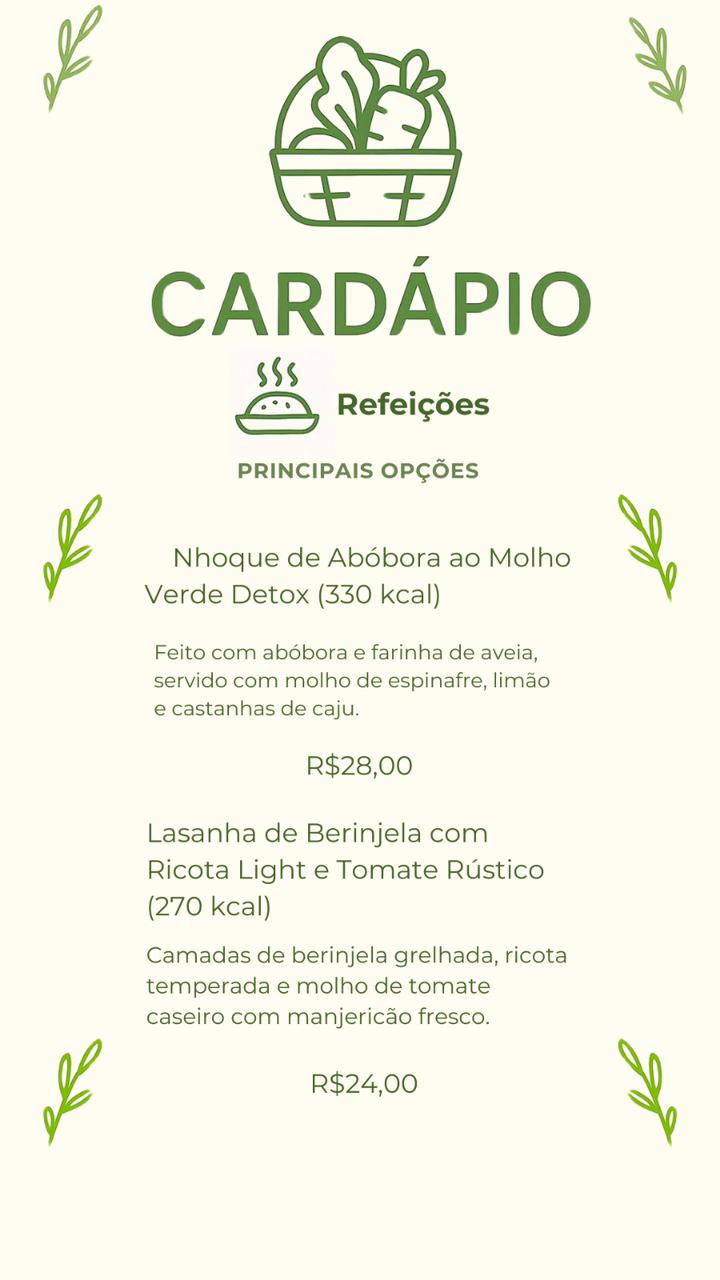 CARDÁPIO
Refeições
PRINCIPAIS OPÇÕES
Nhoque de Abóbora ao Molho
Verde Detox (330 kcal)
Feito com abóbora e farinha de aveia,
servido com molho de espinafre, limão
e castanhas de caju.
R$28,00
Lasanha de Berinjela com
Ricota Light e Tomate Rústico
(270 kcal)
Camadas de berinjela grelhada, ricota
temperada e molho de tomate
caseiro com manjericão fresco.
R$24,00